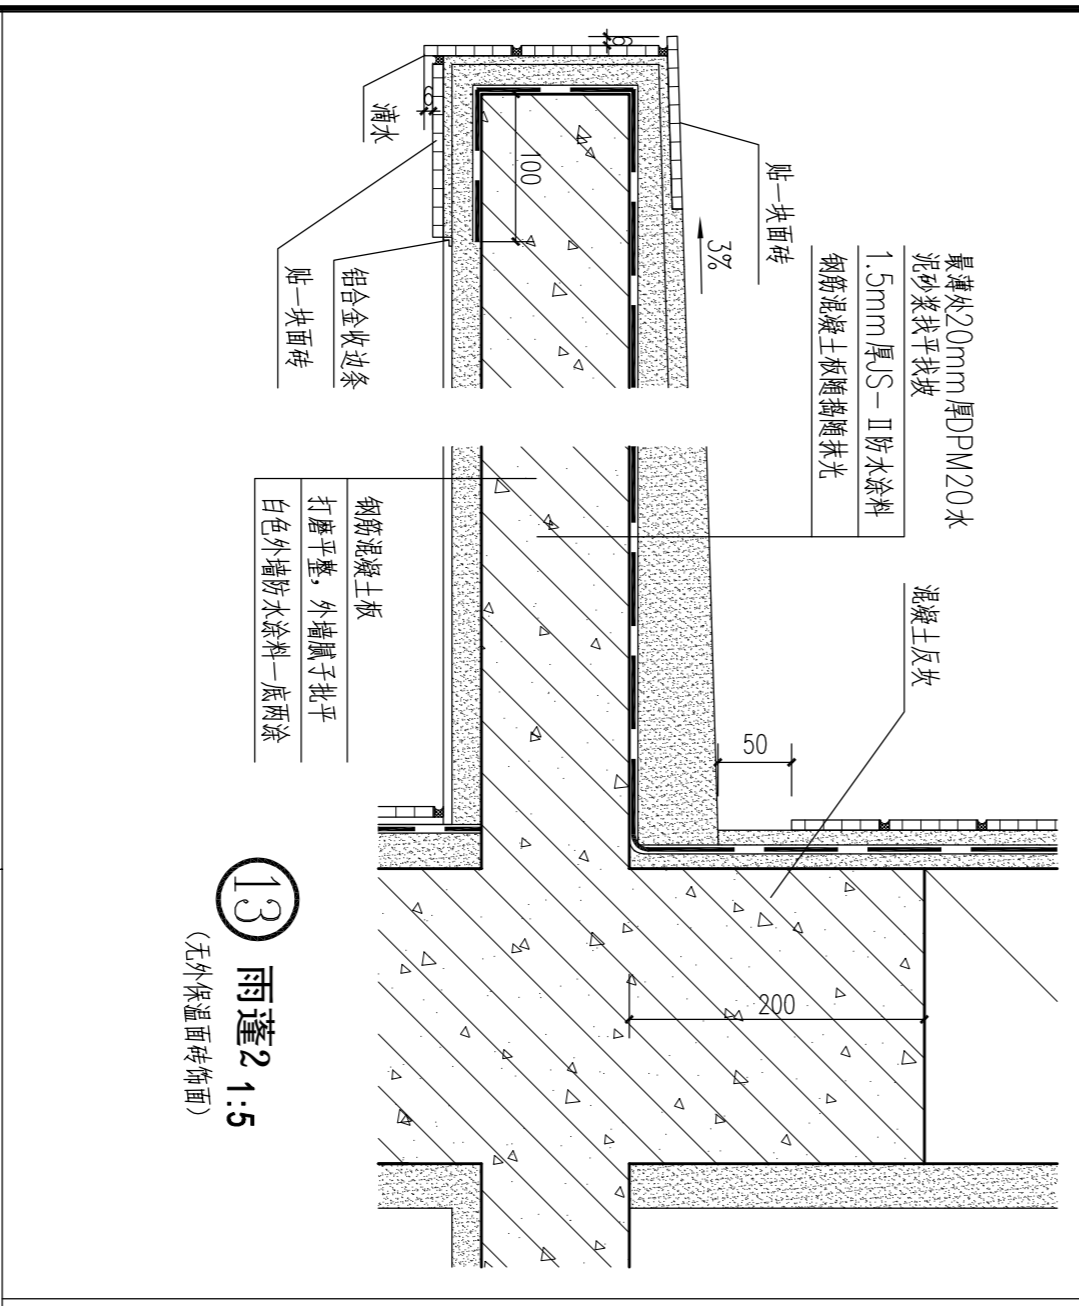 最薄处20mm厚DPM20水
泥砂浆找平找坡
1.5mm厚JS-Ⅱ防水涂料
钢筋混凝土板随捣随抹光
混凝土反坎
贴一块面砖
3%
50
200
6
6
100
滴水
贴一块面砖
铝合金收边条
钢筋混凝土板
打磨平整，外墙腻子批平
白色外墙防水涂料一底两涂
13
雨蓬2 1:5
(无外保温面砖饰面)